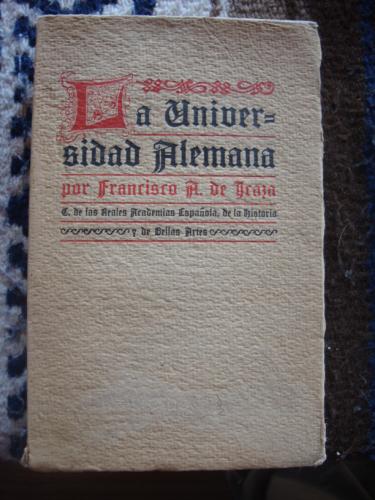 La Univer=
sidad Alemana
por Francisco A. de Icaza
C. de las Reales Academias Española, de la Historia
y de Bellas Artes